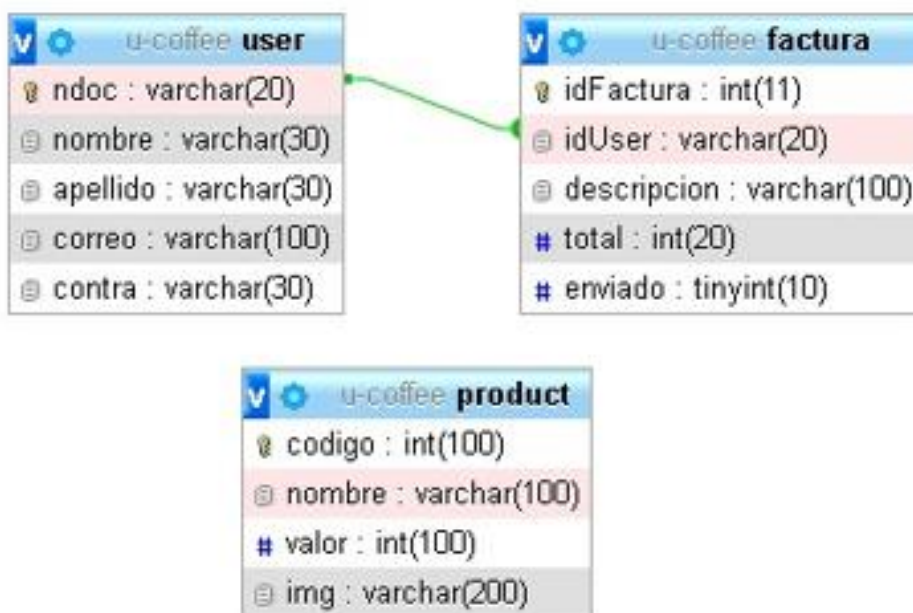 v u-coffee user
ndoc : varchar(20)
nombre : varchar(30)
apellido : varchar(30)
correo : varchar(100)
contra : varchar(30)
v u-coffee factura
idFactura : int(11)
idUser : varchar(20)
descripcion : varchar(100)
# total : int(20)
# enviado : tinyint(10)
v u-coffee product
codigo : int(100)
nombre : varchar(100)
# valor : int(100)
img : varchar(200)